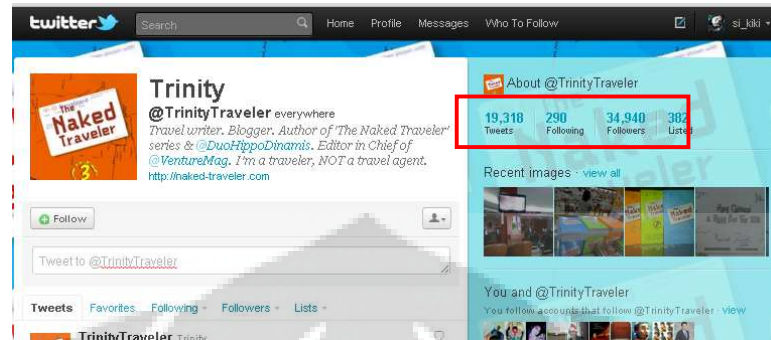 twitter Search Home Profile Messages Who To Follow si_kiki
The
Naked
Traveler
3
Trinity
@TrinityTraveler everywhere
Travel writer. Blogger. Author of 'The Naked Traveler'
series & @DuoHippoDinamis. Editor in Chief of
@VentureMag. I'm a traveler, NOT a travel agent.
http://naked-traveler.com
Follow
Tweet to @TrinityTraveler
Tweets Favorites Following Followers Lists
TrinityTraveler Trinity
About @TrinityTraveler
19,318 290 34,940 382
Tweets Following Followers Listed
Recent images · view all
You and @TrinityTraveler
You follow accounts that follow @TrinityTraveler · view